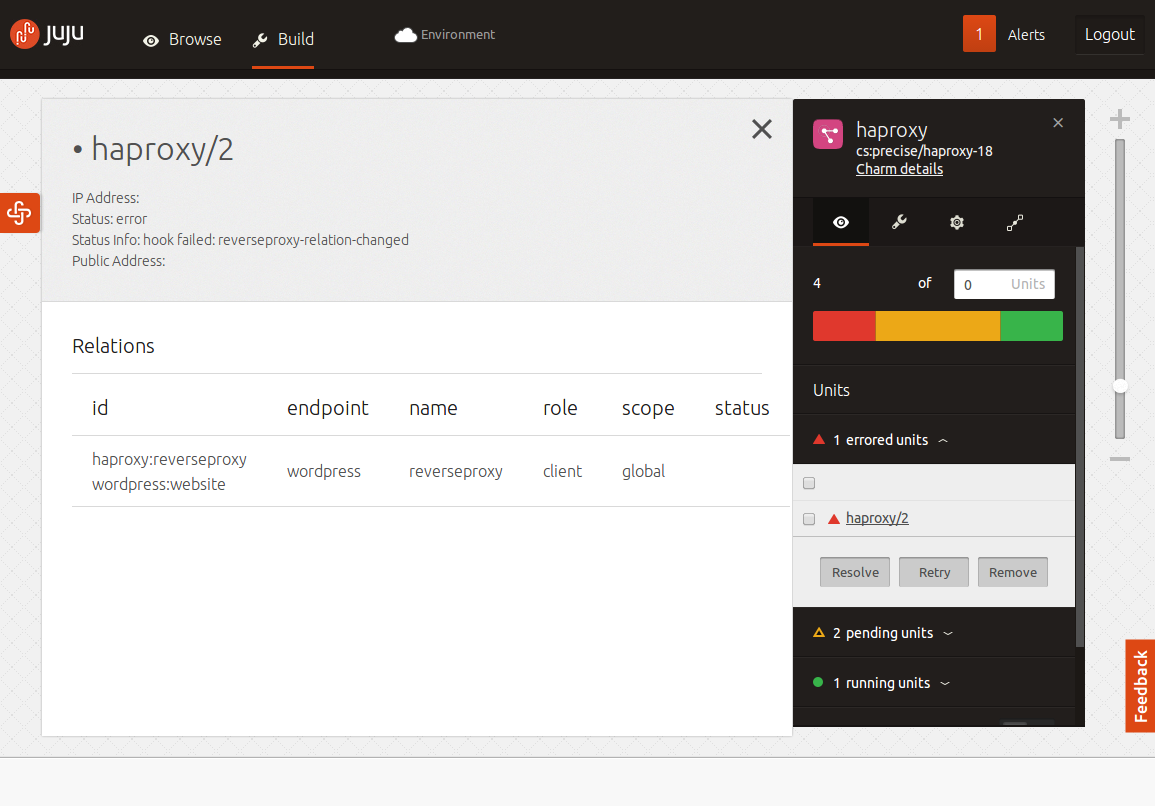 juju
Browse
Build
Environment
1
Alerts
Logout
• haproxy/2
IP Address:
Status: error
Status Info: hook failed: reverseproxy-relation-changed
Public Address:
Relations
id endpoint name role scope status
haproxy:reverseproxy
wordpress:website
wordpress reverseproxy client global
haproxy
cs:precise/haproxy-18
Charm details
4 of 0 Units
Units
1 errored units
haproxy/2
Resolve Retry Remove
2 pending units
1 running units
Feedback